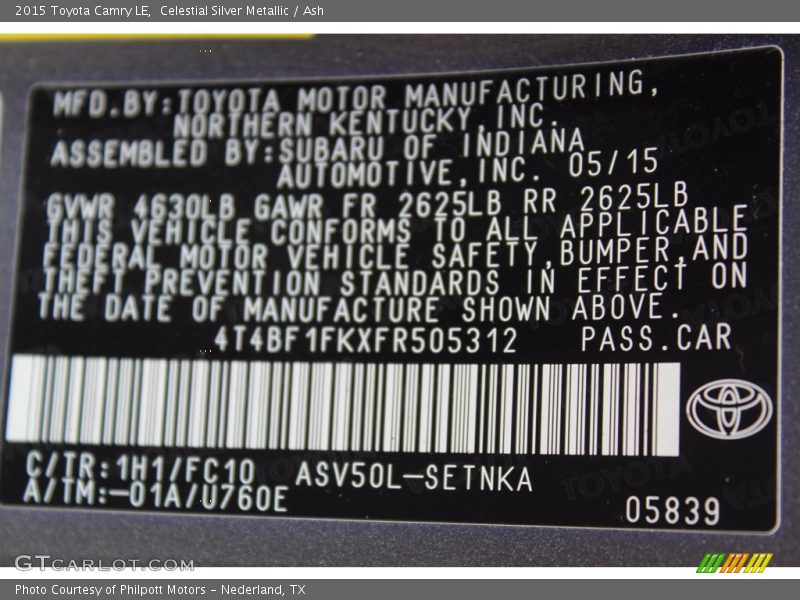 2015 Toyota Camry LE, Celestial Silver Metallic / Ash
MFD.BY:TOYOTA MOTOR MANUFACTURING,
NORTHERN KENTUCKY,INC.
ASSEMBLED BY:SUBARU OF INDIANA
AUTOMOTIVE,INC. 05/15
GVWR 4630LB GAWR FR 2625LB RR 2625LB
THIS VEHICLE CONFORMS TO ALL APPLICABLE
FEDERAL MOTOR VEHICLE SAFETY,BUMPER,AND
THEFT PREVENTION STANDARDS IN EFFECT ON
THE DATE OF MANUFACTURE SHOWN ABOVE.
4T4BF1FKXFR505312 PASS.CAR
C/TR:1H1/FC10 ASV50L-SETNKA
A/TM:-01A/U760E
05839
GTCARLOT.COM
Photo Courtesy of Philpott Motors - Nederland, TX